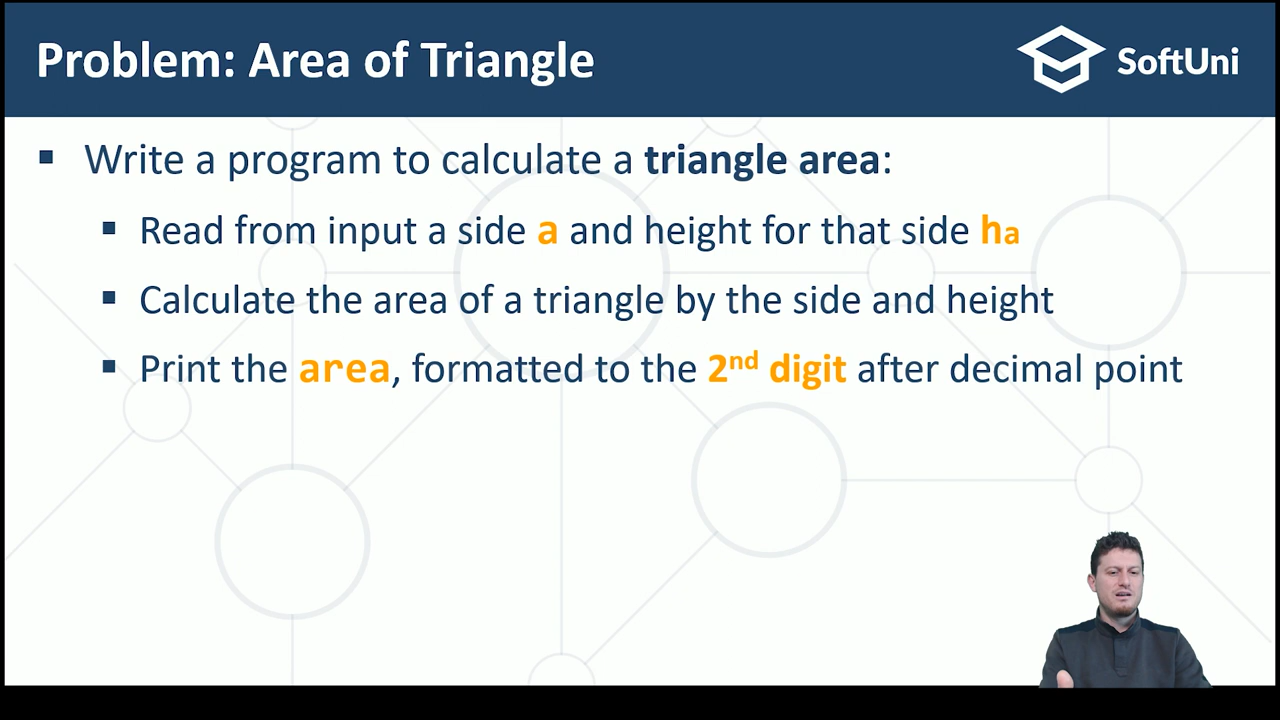 Problem: Area of Triangle
SoftUni
▪ Write a program to calculate a triangle area:
▪ Read from input a side a and height for that side ha
▪ Calculate the area of a triangle by the side and height
▪ Print the area, formatted to the 2nd digit after decimal point